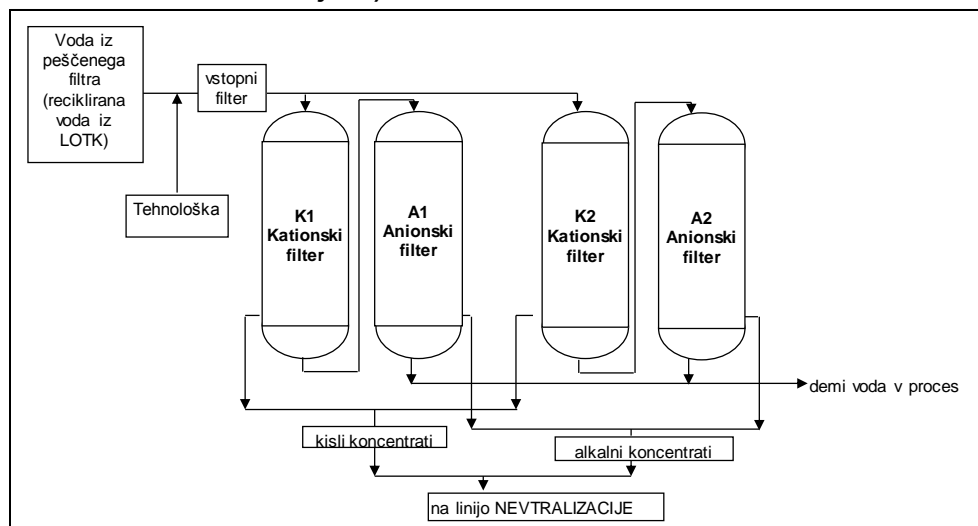 Voda iz
peščenega
filtra
(reciklirana
voda iz
LOTK)
vstopni
filter
Tehnološka
K1
Kationski
filter
A1
Anionski
filter
K2
Kationski
filter
A2
Anionski
filter
demi voda v proces
kisli koncentrati
alkalni koncentrati
na linijo NEVTRALIZACIJE